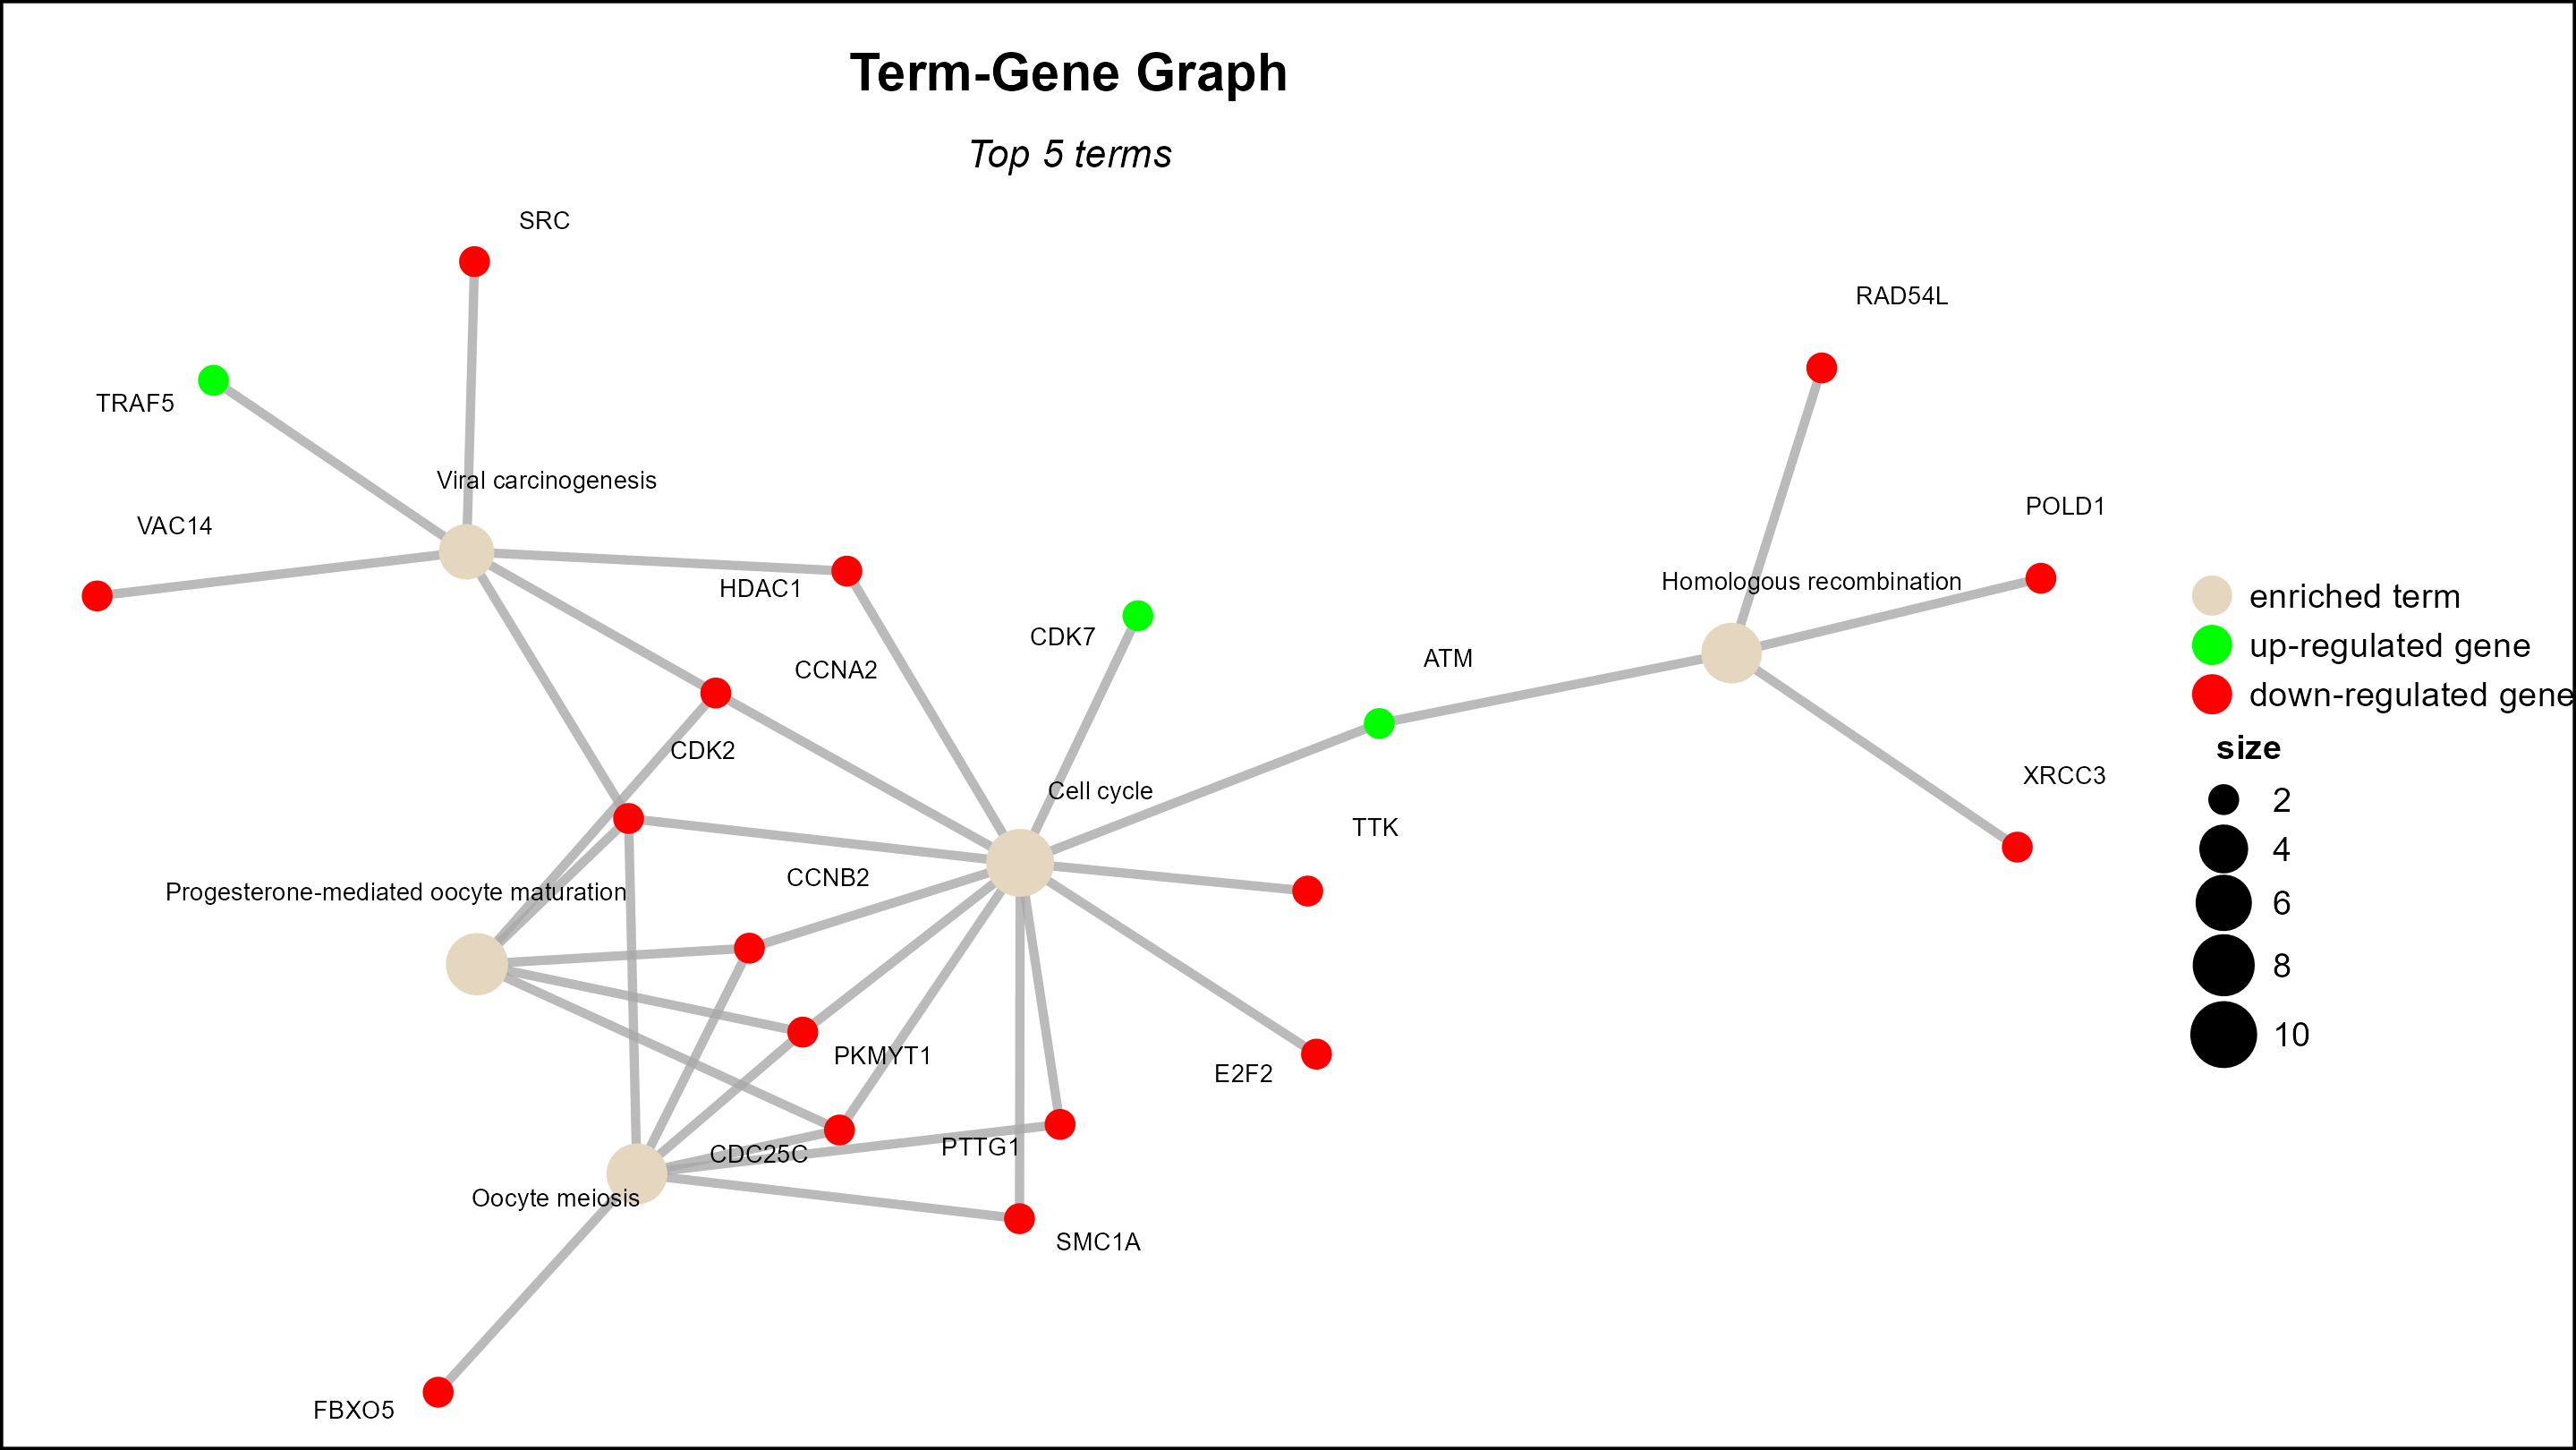 Term-Gene Graph
Top 5 terms
SRC
RAD54L
TRAF5
Viral carcinogenesis
POLD1
VAC14
HDAC1
Homologous recombination
CDK7
ATM
CCNA2
CDK2
Cell cycle
XRCC3
TTK
CCNB2
Progesterone-mediated oocyte maturation
PKMYT1
E2F2
PTTG1
CDC25C
Oocyte meiosis
SMC1A
FBXO5
enriched term
up-regulated gene
down-regulated gene
size
2
4
6
8
10